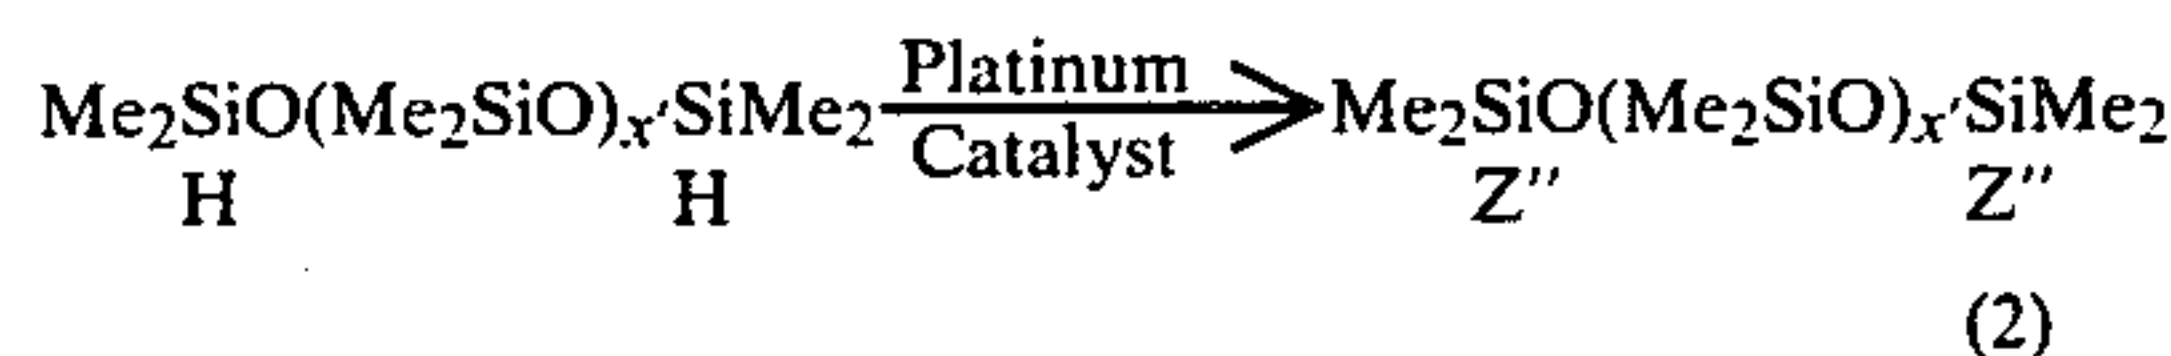 Platinum
Me₂SiO(Me₂SiO)ₓ′SiMe₂ Me₂SiO(Me₂SiO)ₓ′SiMe₂
Catalyst
H H Z″ Z″
(2)